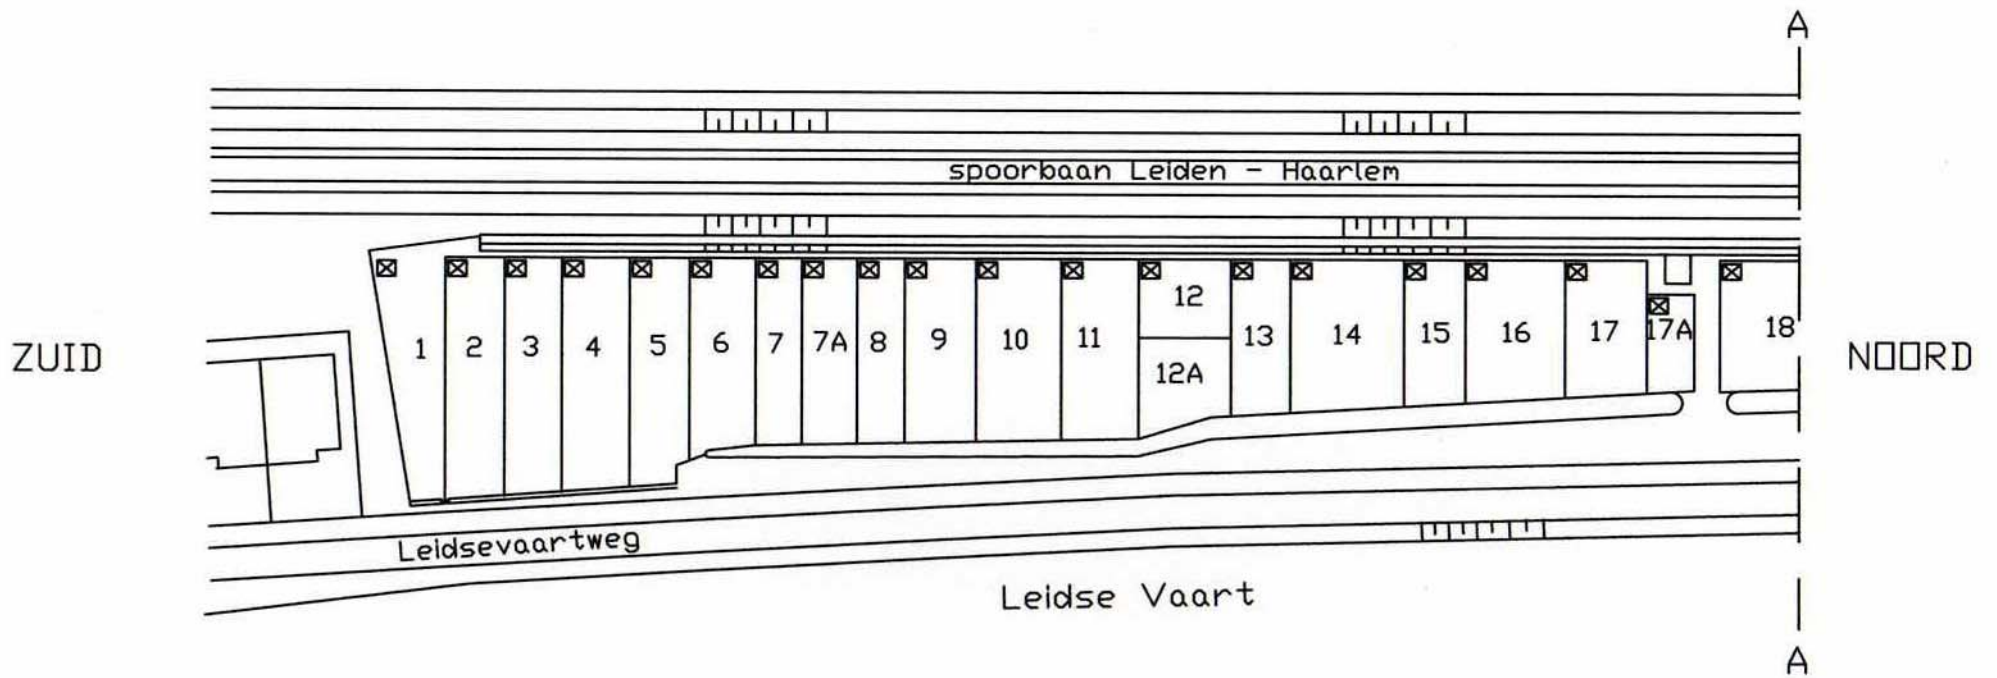 A
spoorbaan Leiden - Haarlem
12
1 2 3 4 5 6 7 7A 8 9 10 11 13 14 15 16 17 17A 18
12A
ZUID
NOORD
Leidsevaartweg
Leidse Vaart
A